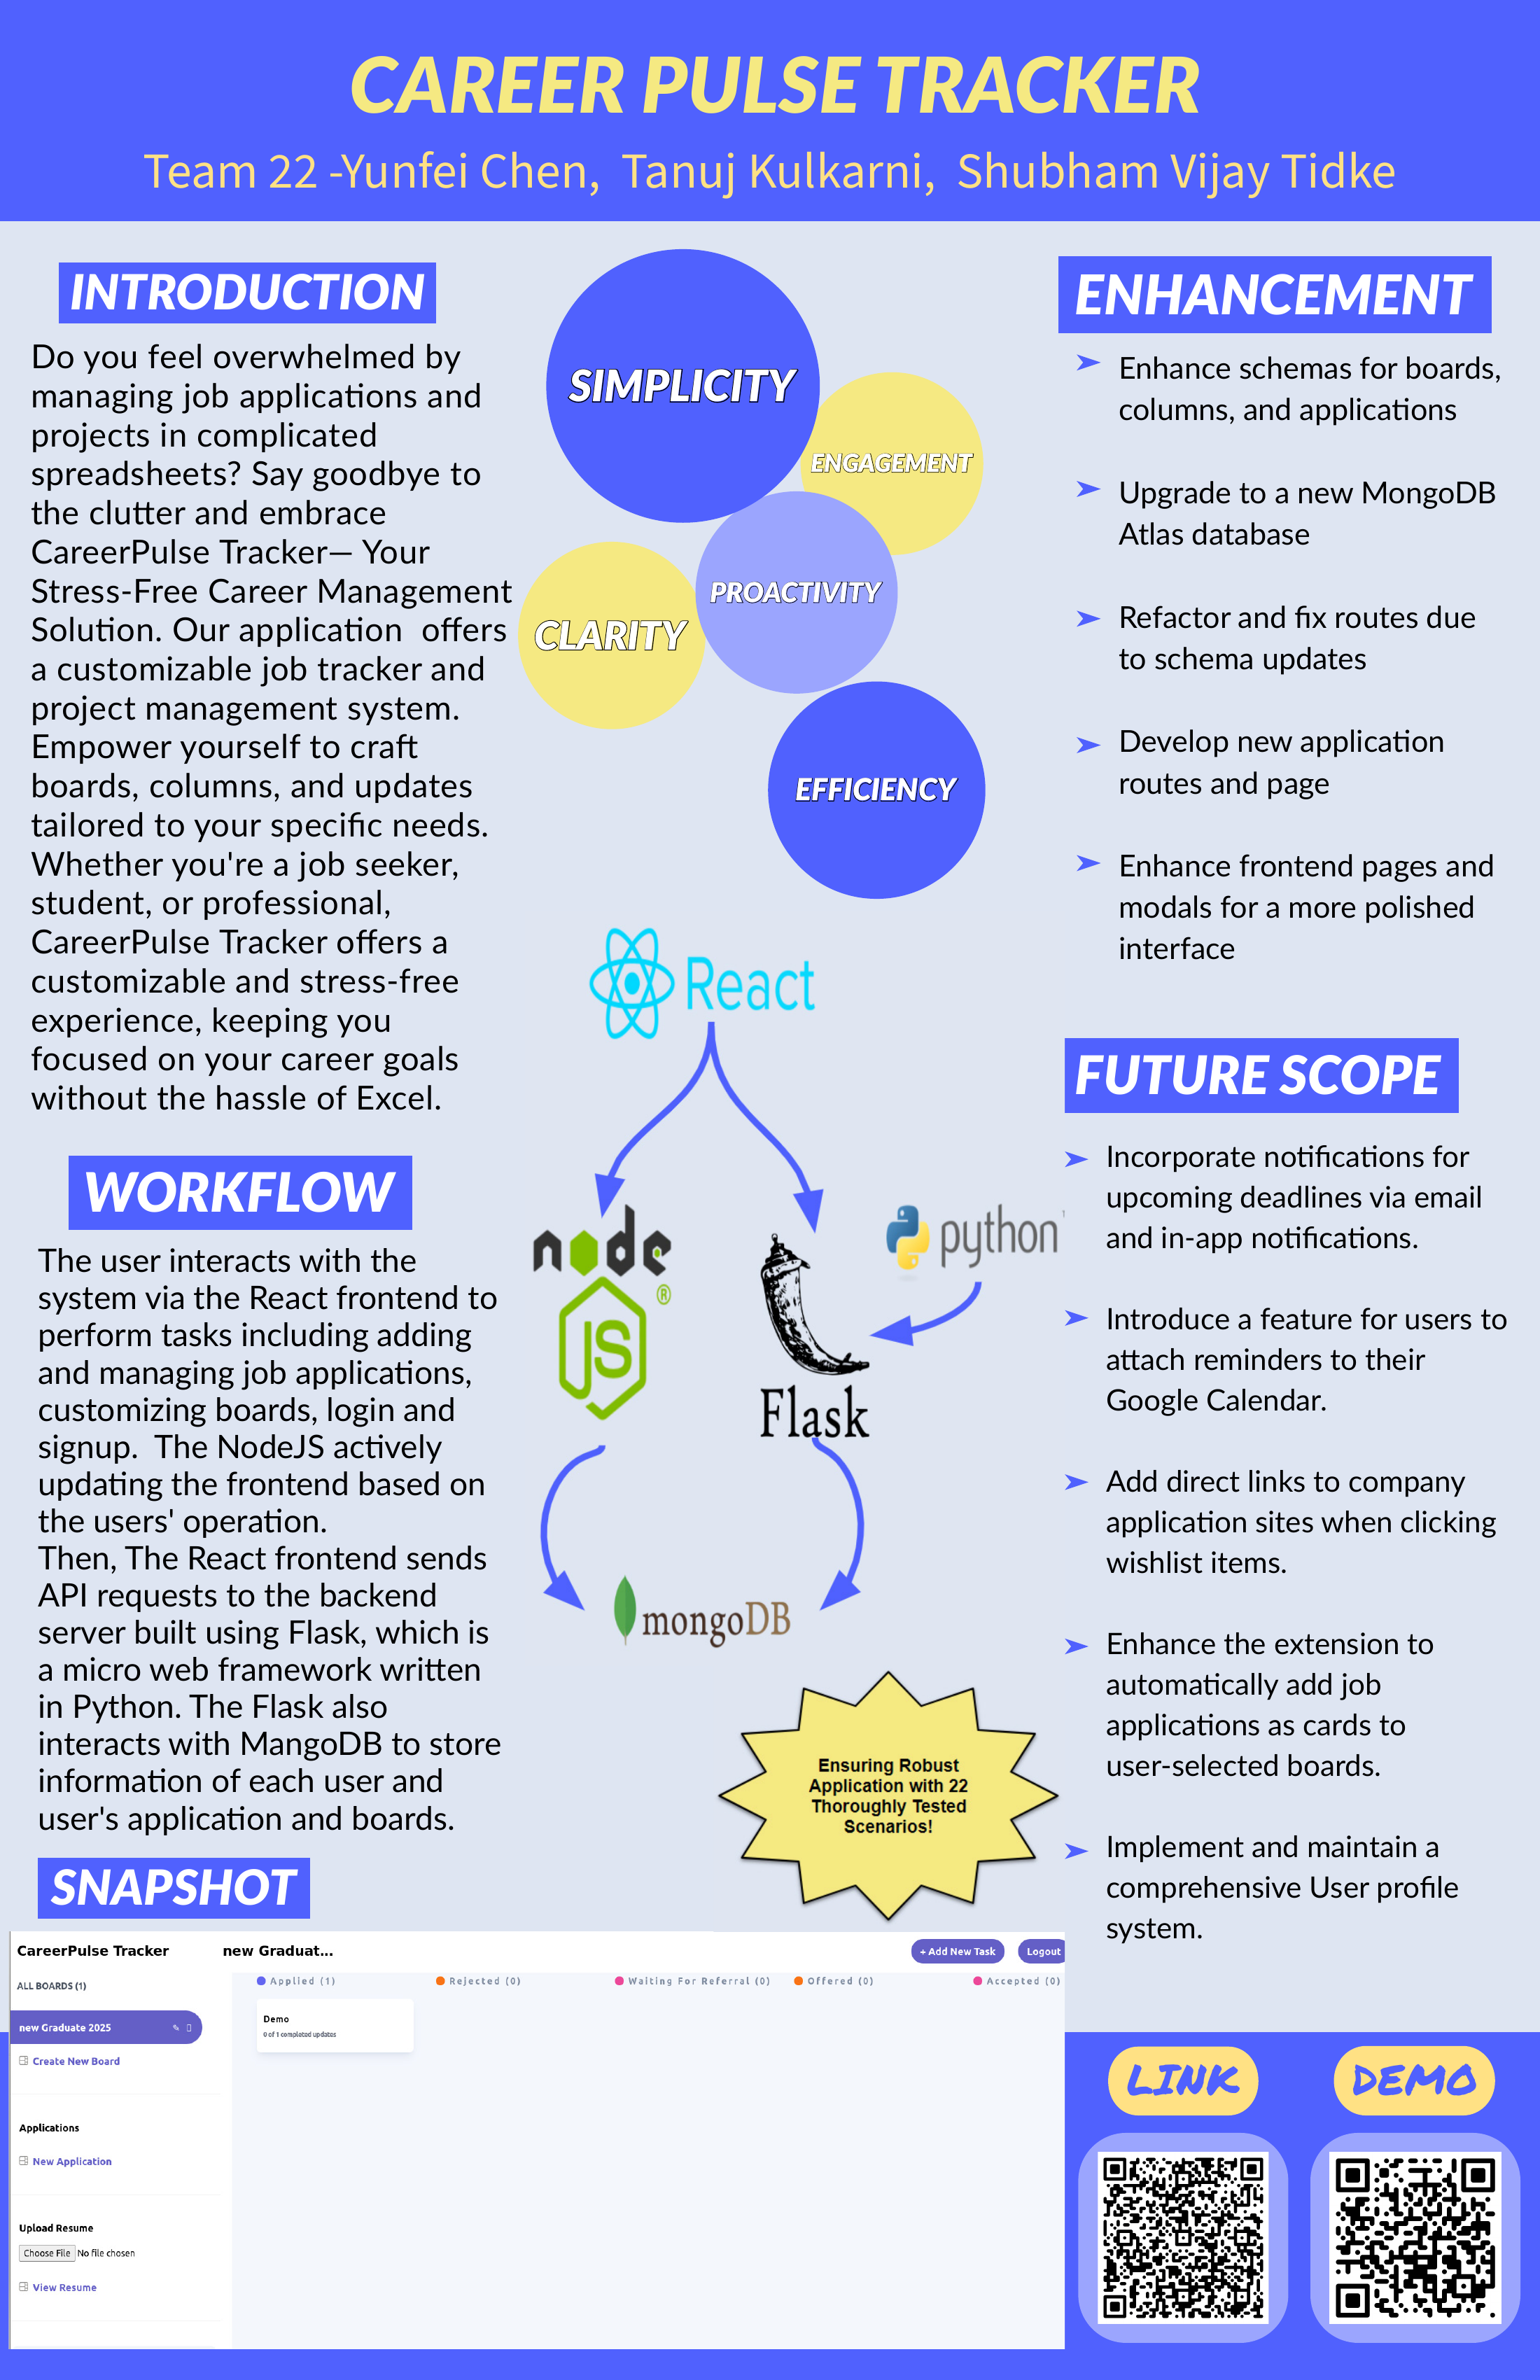 CAREER PULSE TRACKER
Team 22 -Yunfei Chen,  Tanuj Kulkarni,  Shubham Vijay Tidke
INTRODUCTION
Do you feel overwhelmed by
managing job applications and
projects in complicated
spreadsheets? Say goodbye to
the clutter and embrace
CareerPulse Tracker— Your
Stress-Free Career Management
Solution. Our application  offers
a customizable job tracker and
project management system.
Empower yourself to craft
boards, columns, and updates
tailored to your specific needs.
Whether you're a job seeker,
student, or professional,
CareerPulse Tracker offers a
customizable and stress-free
experience, keeping you
focused on your career goals
without the hassle of Excel.
WORKFLOW
The user interacts with the
system via the React frontend to
perform tasks including adding
and managing job applications,
customizing boards, login and
signup.  The NodeJS actively
updating the frontend based on
the users' operation.
Then, The React frontend sends
API requests to the backend
server built using Flask, which is
a micro web framework written
in Python. The Flask also
interacts with MangoDB to store
information of each user and
user's application and boards.
SIMPLICITY
ENGAGEMENT
PROACTIVITY
CLARITY
EFFICIENCY
React
node
JS
®
python
Flask
mongoDB
Ensuring Robust
Application with 22
Thoroughly Tested
Scenarios!
ENHANCEMENT
➤ Enhance schemas for boards,
columns, and applications
➤ Upgrade to a new MongoDB
Atlas database
➤ Refactor and fix routes due
to schema updates
➤ Develop new application
routes and page
➤ Enhance frontend pages and
modals for a more polished
interface
FUTURE SCOPE
➤ Incorporate notifications for
upcoming deadlines via email
and in-app notifications.
➤ Introduce a feature for users to
attach reminders to their
Google Calendar.
➤ Add direct links to company
application sites when clicking
wishlist items.
➤ Enhance the extension to
automatically add job
applications as cards to
user-selected boards.
➤ Implement and maintain a
comprehensive User profile
system.
SNAPSHOT
CareerPulse Tracker
new Graduat...
+ Add New Task
Logout
ALL BOARDS (1)
new Graduate 2025
Create New Board
Applications
New Application
Upload Resume
Choose File No file chosen
View Resume
Applied (1)
Rejected (0)
Waiting For Referral (0)
Offered (0)
Accepted (0)
Demo
0 of 1 completed updates
LINK
DEMO